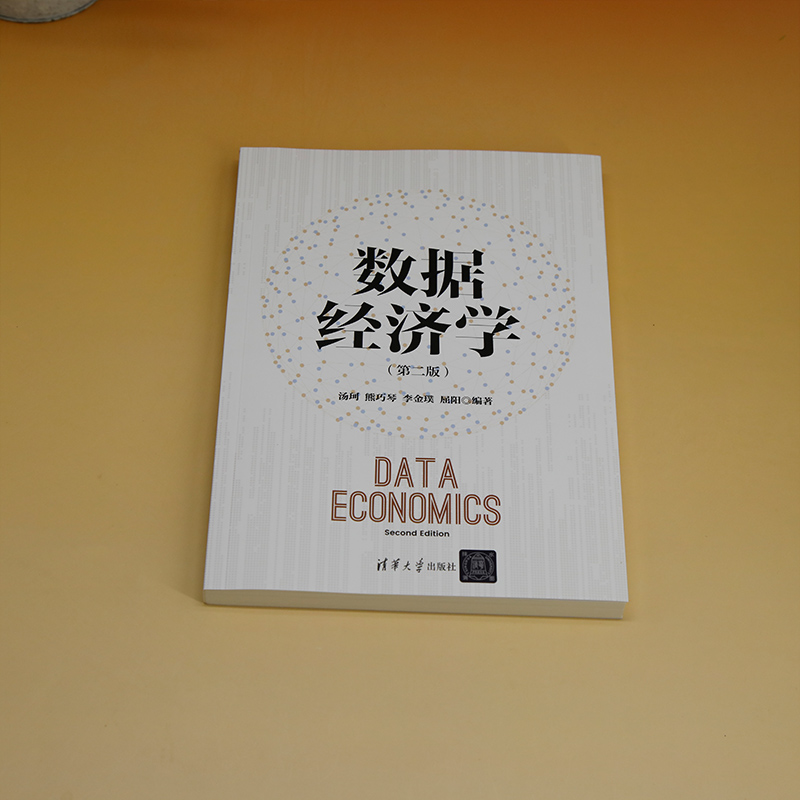 数据
经济学
（第二版）
汤珂 熊巧琴 李金璞 屈阳◎编著
DATA
ECONOMICS
Second Edition
清华大学出版社